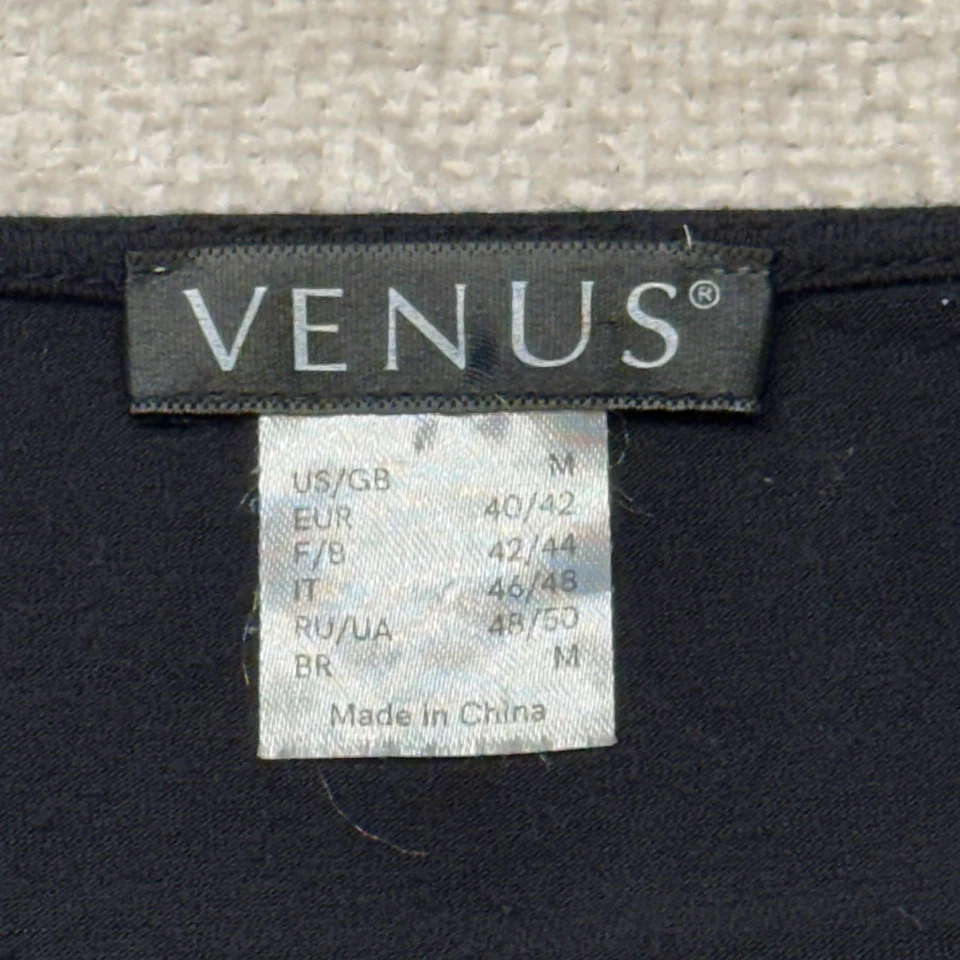 VENUS®
US/GB M
EUR 40/42
F/B 42/44
IT 46/48
RU/UA 48/50
BR M
Made in China